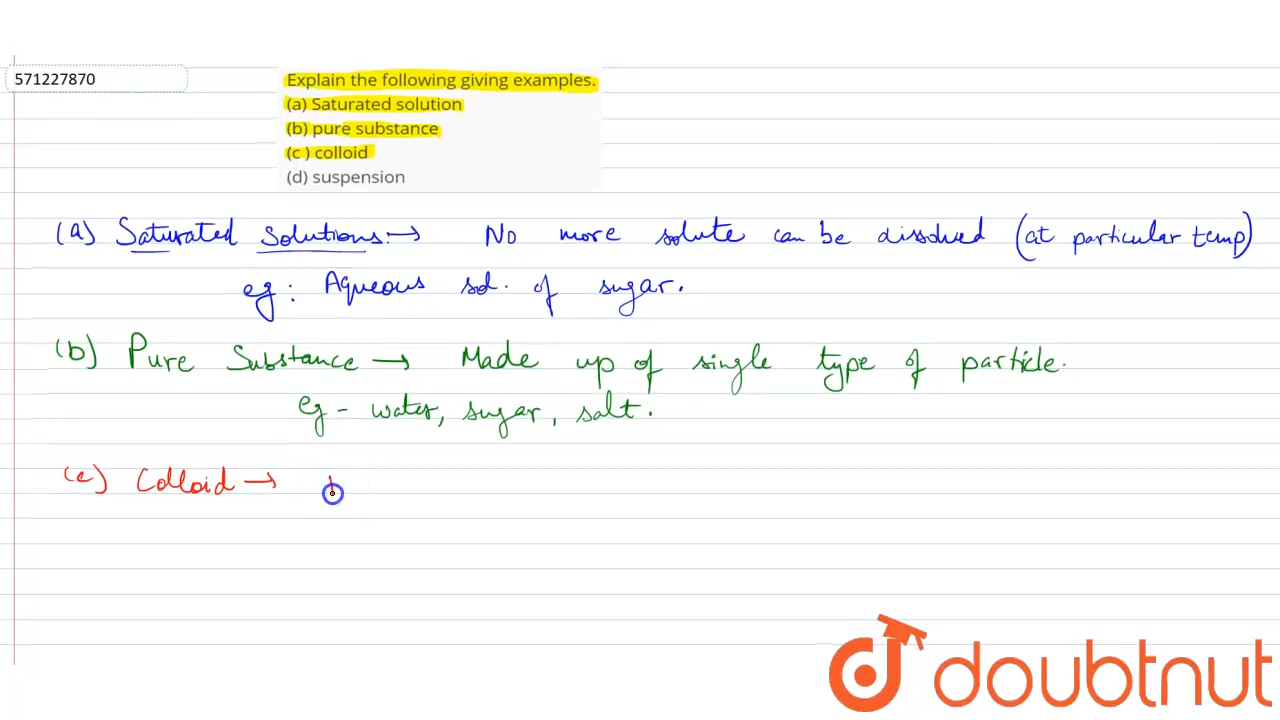 571227870
Explain the following giving examples.
(a) Saturated solution
(b) pure substance
(c ) colloid
(d) suspension
(a) Saturated Solutions:→ No more solute can be dissolved (at particular temp)
eg: Aqueous sol. of sugar.
(b) Pure Substance → Made up of single type of particle.
eg - water, sugar, salt.
(c) Colloid →
doubtnut